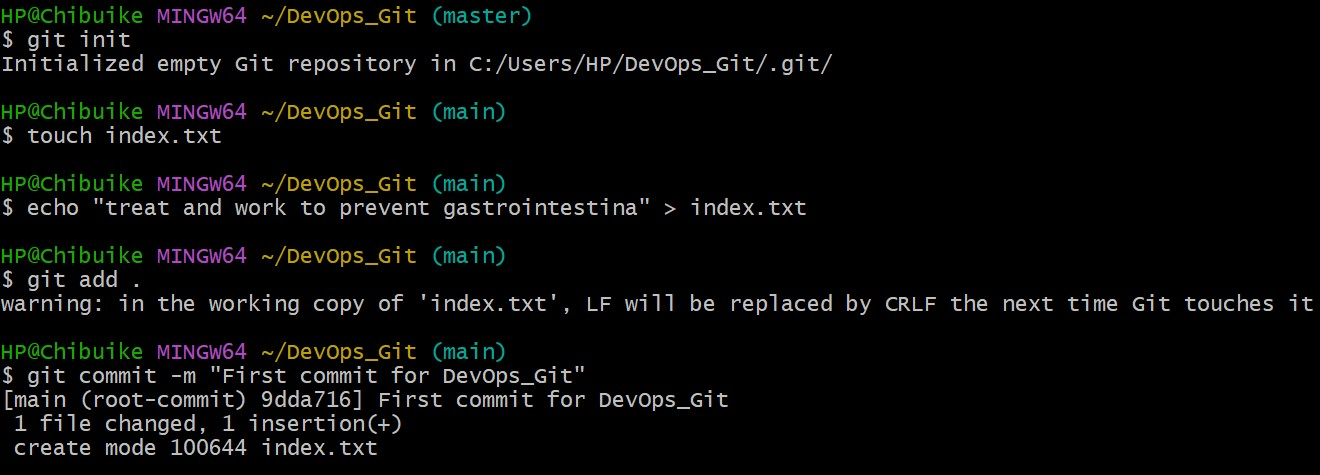 HP@Chibuike MINGW64 ~/DevOps_Git (master)
$ git init
Initialized empty Git repository in C:/Users/HP/DevOps_Git/.git/
HP@Chibuike MINGW64 ~/DevOps_Git (main)
$ touch index.txt
HP@Chibuike MINGW64 ~/DevOps_Git (main)
$ echo "treat and work to prevent gastrointestina" > index.txt
HP@Chibuike MINGW64 ~/DevOps_Git (main)
$ git add .
warning: in the working copy of 'index.txt', LF will be replaced by CRLF the next time Git touches it
HP@Chibuike MINGW64 ~/DevOps_Git (main)
$ git commit -m "First commit for DevOps_Git"
[main (root-commit) 9dda716] First commit for DevOps_Git
1 file changed, 1 insertion(+)
create mode 100644 index.txt